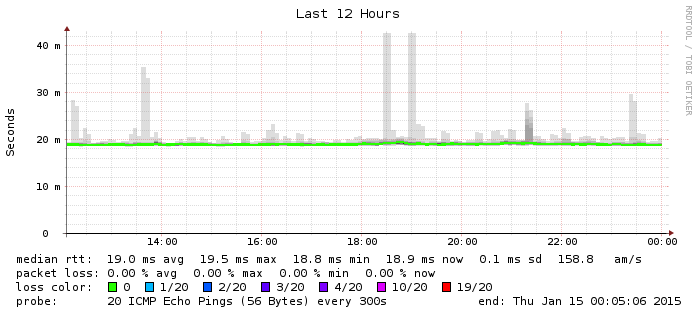 Last 12 Hours
RRDTOOL / TOBI OETIKER
Seconds
40 m
30 m
20 m
10 m
0
14:00 16:00 18:00 20:00 22:00 00:00
median rtt: 19.0 ms avg 19.5 ms max 18.8 ms min 18.9 ms now 0.1 ms sd 158.8 am/s
packet loss: 0.00 % avg 0.00 % max 0.00 % min 0.00 % now
loss color: 0 1/20 2/20 3/20 4/20 10/20 19/20
probe: 20 ICMP Echo Pings (56 Bytes) every 300s end: Thu Jan 15 00:05:06 2015